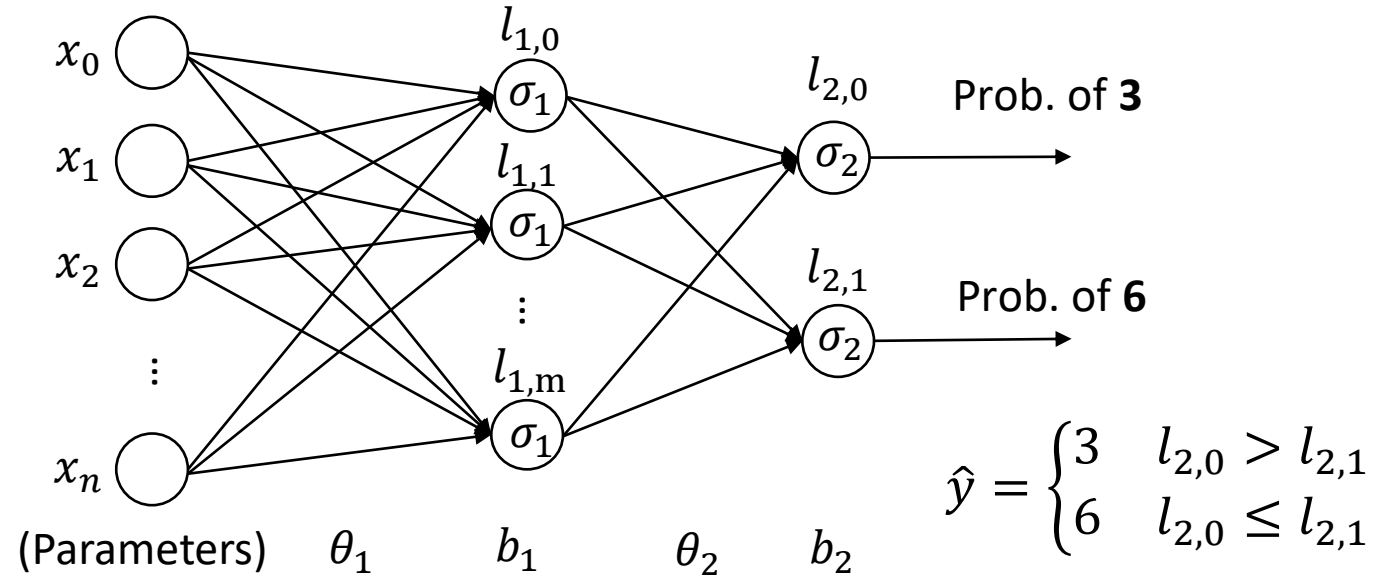 x₀
x₁
x₂
⋮
xₙ
l₁,₀
σ₁
l₁,₁
σ₁
⋮
l₁,ₘ
σ₁
l₂,₀
σ₂
Prob. of 3
l₂,₁
σ₂
Prob. of 6
ŷ = { 3 l₂,₀ > l₂,₁
6 l₂,₀ ≤ l₂,₁
(Parameters) θ₁ b₁ θ₂ b₂